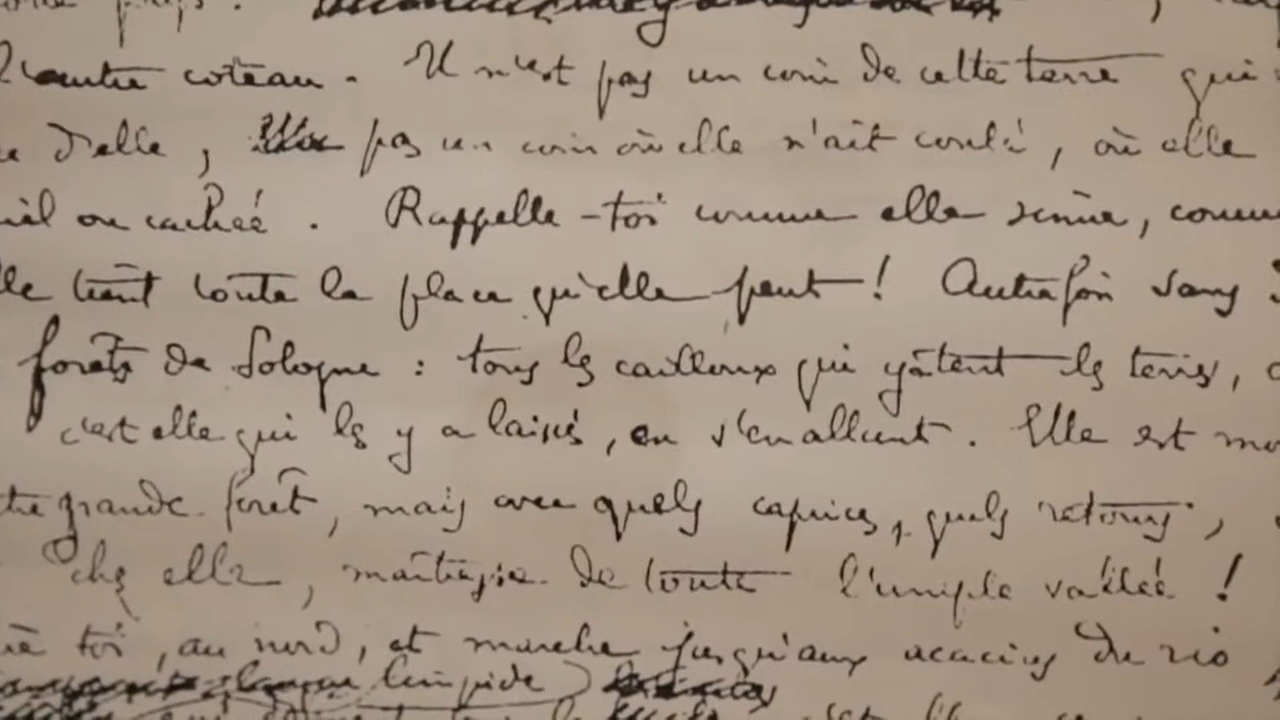 l'autre coteau. Il n'est pas un coin de cette terre qui
d'elle, pas un coin où elle n'ait coulé, où elle
ou cachée. Rappelle-toi comme elle
tient toute la place qu'elle peut ! Autrefois dans
forêts de Sologne : tous les cailloux qui gâtent les terres,
c'est elle qui les y a laissés, en s'en allant. Elle est
grande forêt, mais avec quels caprices, quels retours,
chez elle, maîtresse de toute l'ample vallée !
toi, au nord, et marche jusqu'aux acacias du rio
limpide